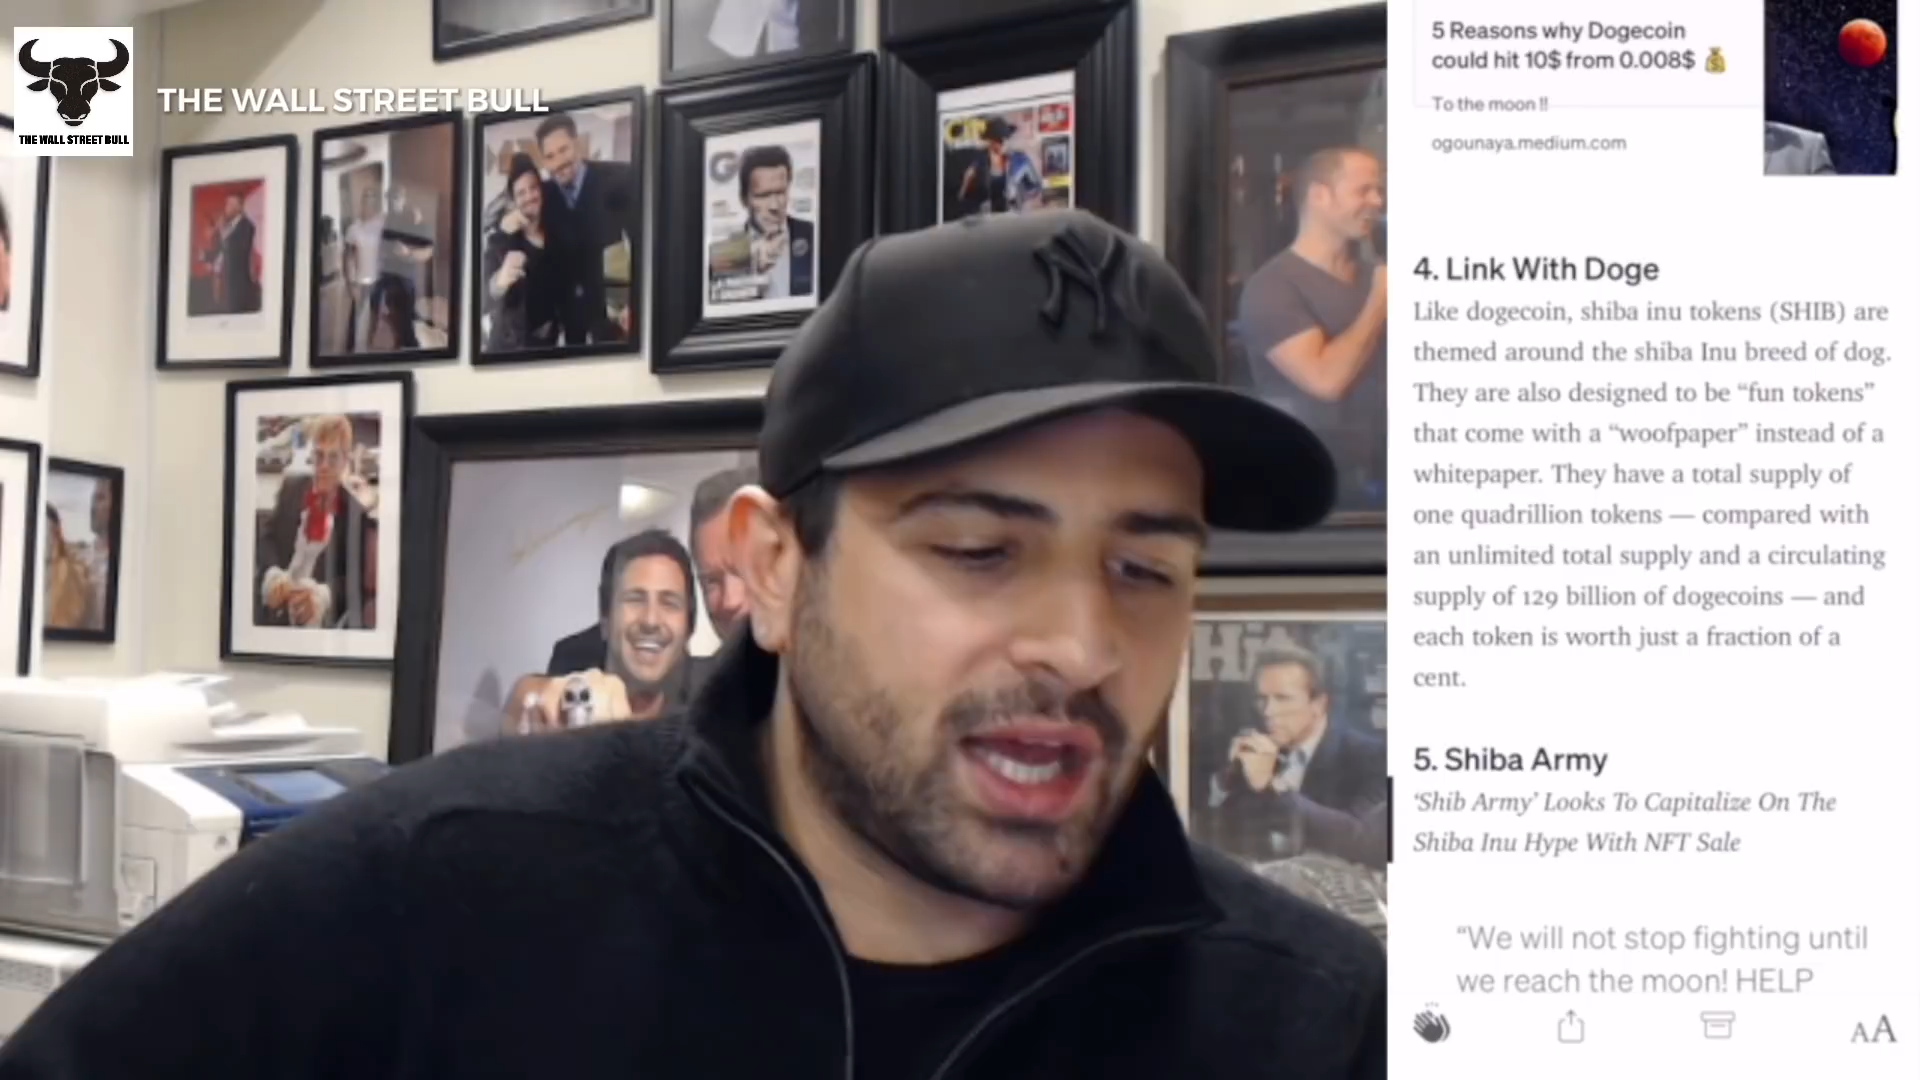 THE WALL STREET BULL
THE WALL STREET BULL
GQ
5 Reasons why Dogecoin
could hit 10$ from 0.008$ 💰
To the moon !!
ogounaya.medium.com
4. Link With Doge
Like dogecoin, shiba inu tokens (SHIB) are
themed around the shiba Inu breed of dog.
They are also designed to be “fun tokens”
that come with a “woofpaper” instead of a
whitepaper. They have a total supply of
one quadrillion tokens — compared with
an unlimited total supply and a circulating
supply of 129 billion of dogecoins — and
each token is worth just a fraction of a
cent.
5. Shiba Army
‘Shib Army’ Looks To Capitalize On The
Shiba Inu Hype With NFT Sale
“We will not stop fighting until
we reach the moon! HELP
AA